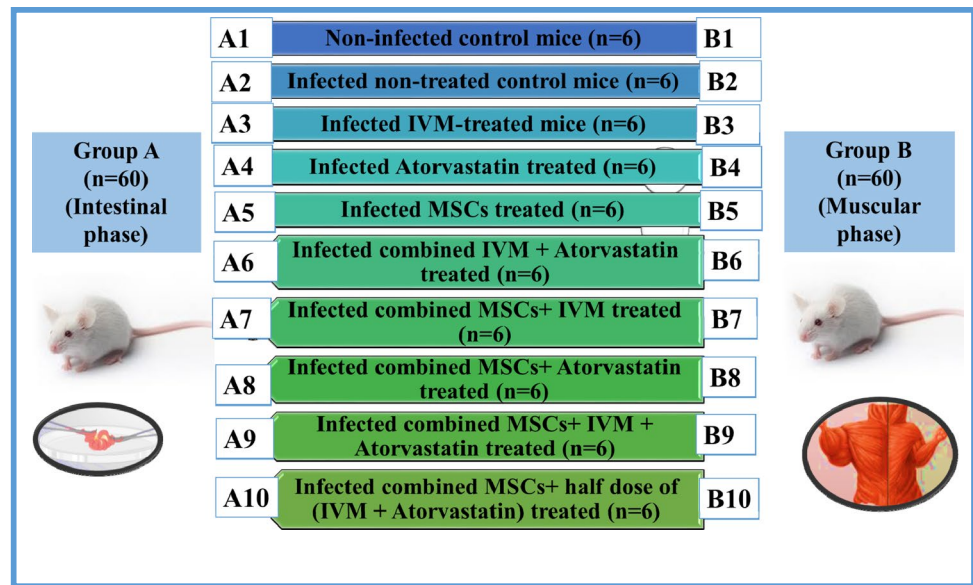 A1
Non-infected control mice (n=6)
B1
A2
Infected non-treated control mice (n=6)
B2
A3
Infected IVM-treated mice (n=6)
B3
Group A
(n=60)
(Intestinal
phase)
A4
Infected Atorvastatin treated (n=6)
B4
Group B
(n=60)
(Muscular
phase)
A5
Infected MSCs treated (n=6)
B5
A6
Infected combined IVM + Atorvastatin
treated (n=6)
B6
A7
Infected combined MSCs+ IVM treated
(n=6)
B7
A8
Infected combined MSCs+ Atorvastatin
treated (n=6)
B8
A9
Infected combined MSCs+ IVM +
Atorvastatin treated (n=6)
B9
A10
Infected combined MSCs+ half dose of
(IVM + Atorvastatin) treated (n=6)
B10